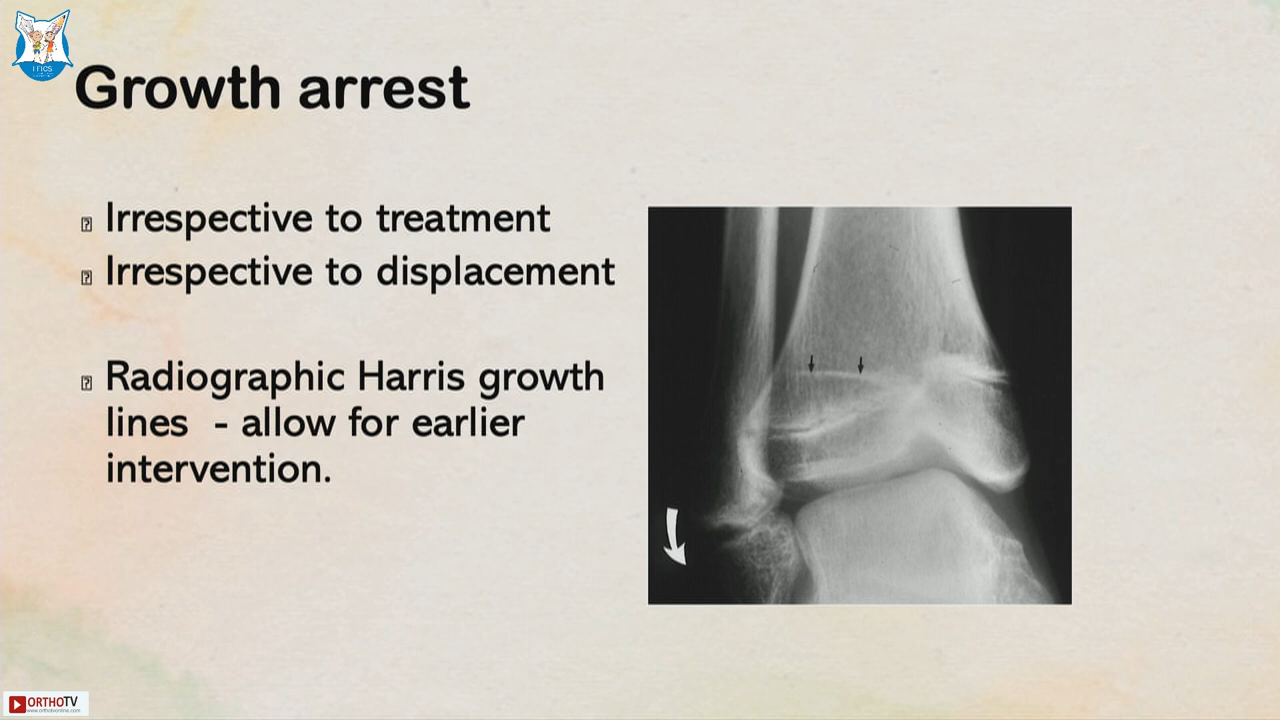 Growth arrest
Irrespective to treatment
Irrespective to displacement
Radiographic Harris growth
lines - allow for earlier
intervention.
ORTHOTV
www.orthotvonline.com